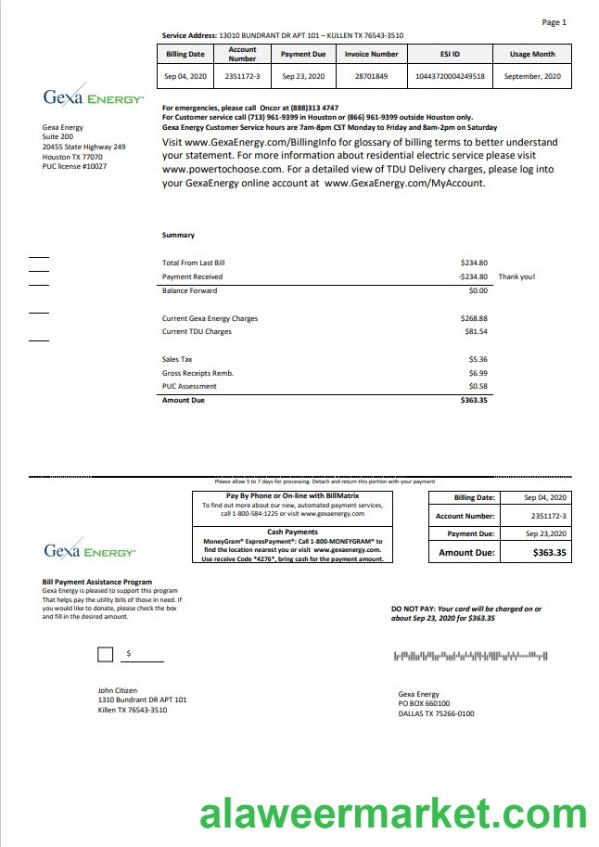 Page 1
Service Address: 13010 BUNDRANT DR APT 101 – KULLEN TX 76543-3510
Billing Date Account Number Payment Due Invoice Number ESI ID Usage Month
Sep 04, 2020 2351172-3 Sep 23, 2020 28701849 10443720004249518 September, 2020
Gexa ENERGY
Gexa Energy
Suite 200
20455 State Highway 249
Houston TX 77070
PUC license #10027
For emergencies, please call Oncor at (888)313 4747
For Customer service call (713) 961-9399 in Houston or (866) 961-9399 outside Houston only.
Gexa Energy Customer Service hours are 7am-8pm CST Monday to Friday and 8am-2pm on Saturday
Visit www.GexaEnergy.com/BillingInfo for glossary of billing terms to better understand
your statement. For more information about residential electric service please visit
www.powertochoose.com. For a detailed view of TDU Delivery charges, please log into
your GexaEnergy online account at www.GexaEnergy.com/MyAccount.
Summary
Total From Last Bill $234.80
Payment Received -$234.80 Thank you!
Balance Forward $0.00
Current Gexa Energy Charges $268.88
Current TDU Charges $81.54
Sales Tax $5.36
Gross Receipts Remb. $6.99
PUC Assessment $0.58
Amount Due $363.35
Please allow 5 to 7 days for processing. Detach and return this portion with your payment
Pay By Phone or On-line with BillMatrix
To find out more about our new, automated payment services,
call 1-800-584-1225 or visit www.gexaenergy.com.
Cash Payments
MoneyGram® ExpresPayment®: Call 1-800-MONEYGRAM® to
find the location nearest you or visit www.gexaenergy.com.
Use receive Code *4276*, bring cash for the payment amount.
Billing Date: Sep 04, 2020
Account Number: 2351172-3
Payment Due: Sep 23,2020
Amount Due: $363.35
Gexa ENERGY
Bill Payment Assistance Program
Gexa Energy is pleased to support this program
That helps pay the utility bills of those in need. If
you would like to donate, please check the box
and fill in the desired amount.
$
DO NOT PAY: Your card will be charged on or
about Sep 23, 2020 for $363.35
John Citizen
1310 Bundrant DR APT 101
Killen TX 76543-3510
Gexa Energy
PO BOX 660100
DALLAS TX 75266-0100
alaweermarket.com